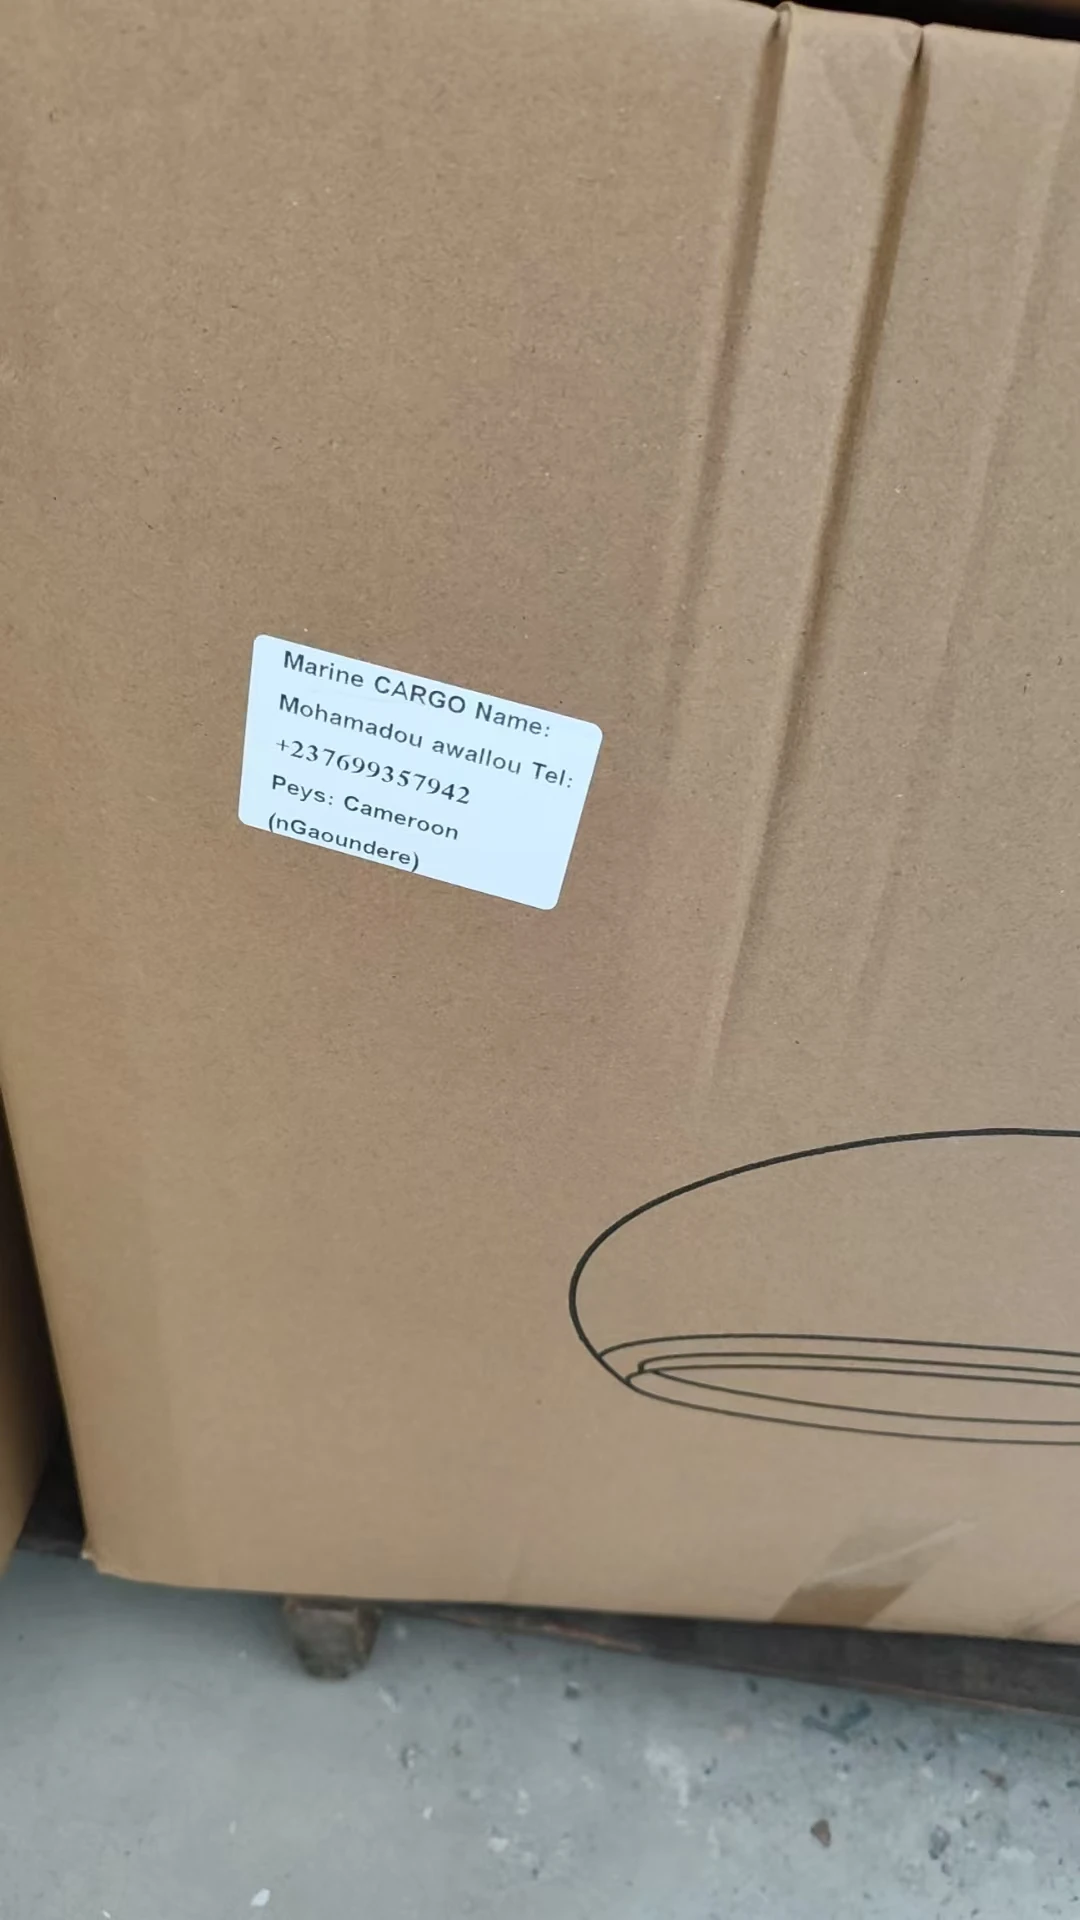 Marine CARGO Name:
Mohamadou awallou Tel:
+237699357942
Peys: Cameroon
(nGaoundere)